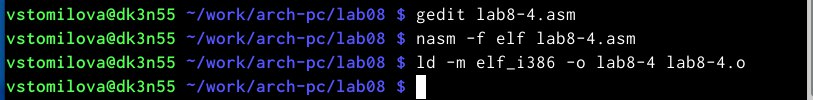 vstomilova@dk3n55 ~/work/arch-pc/lab08 $ gedit lab8-4.asm
vstomilova@dk3n55 ~/work/arch-pc/lab08 $ nasm -f elf lab8-4.asm
vstomilova@dk3n55 ~/work/arch-pc/lab08 $ ld -m elf_i386 -o lab8-4 lab8-4.o
vstomilova@dk3n55 ~/work/arch-pc/lab08 $